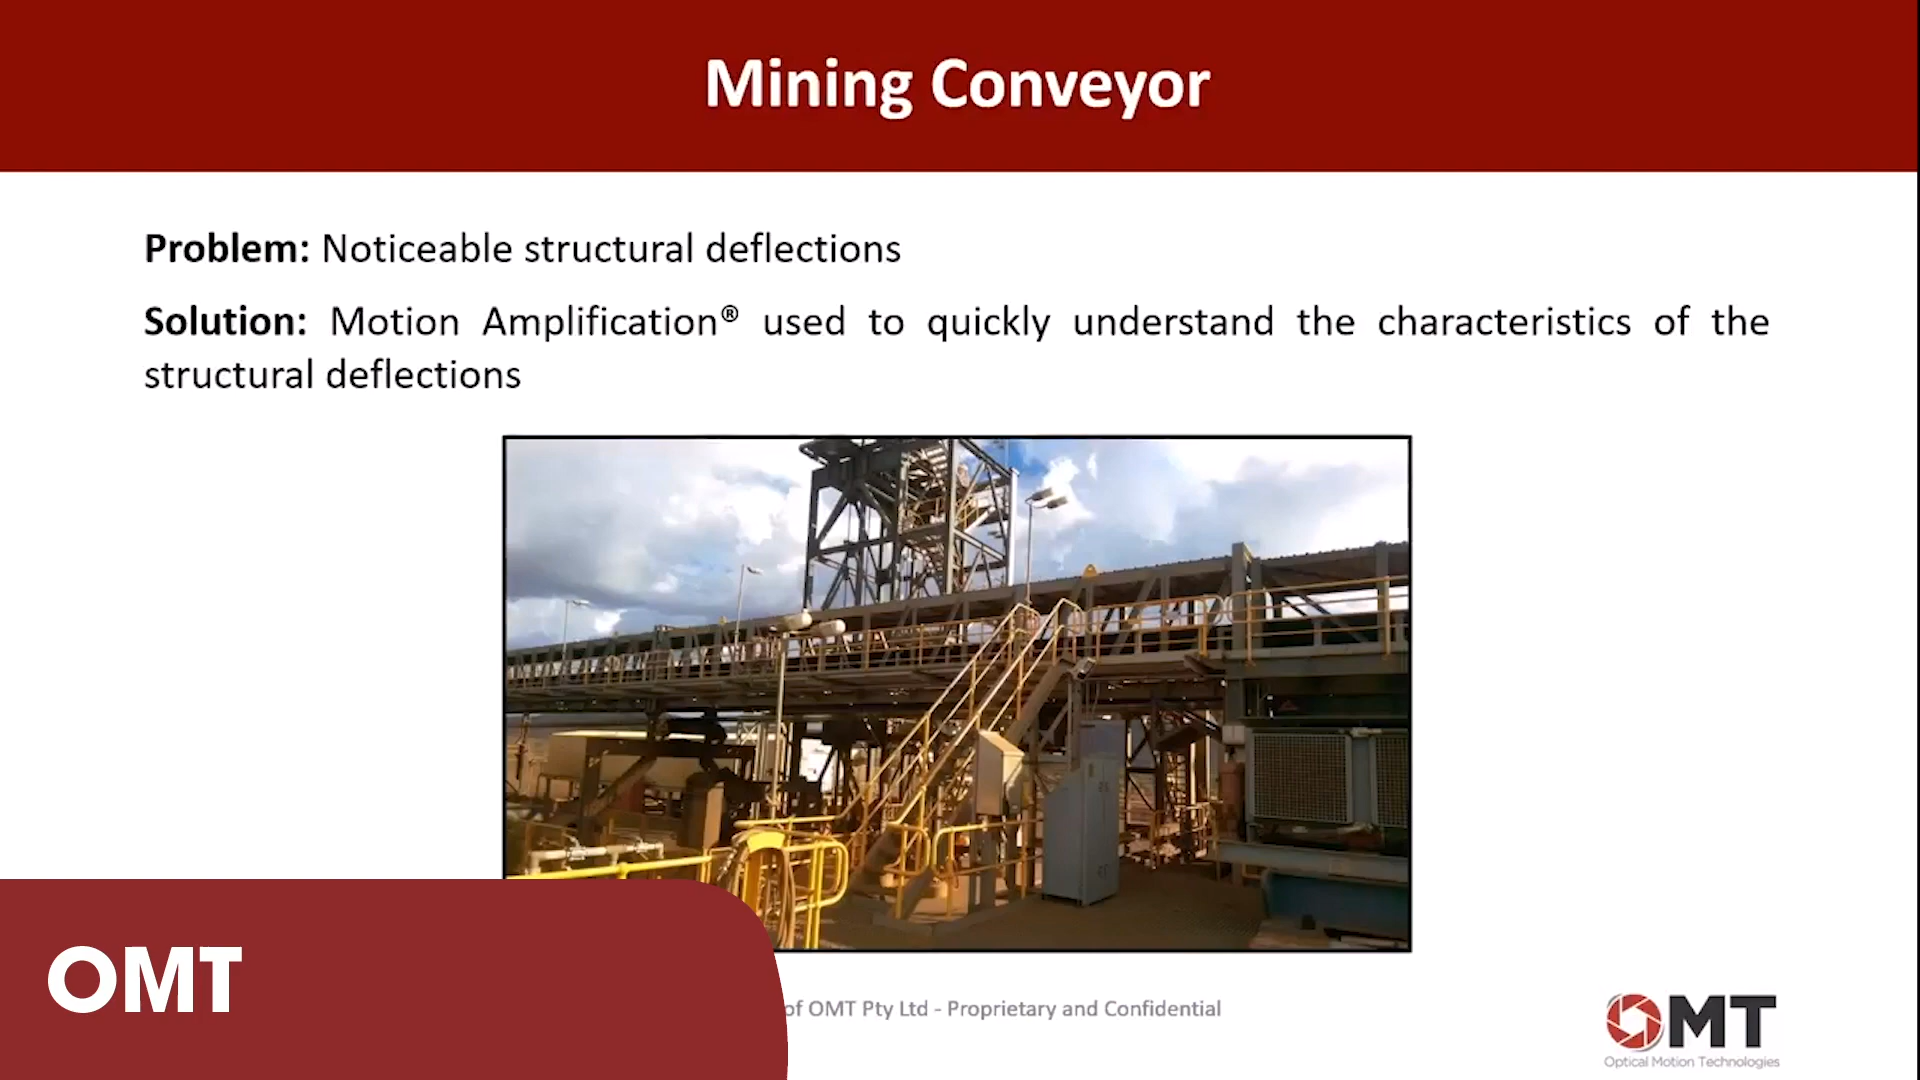 Mining Conveyor
Problem: Noticeable structural deflections
Solution: Motion Amplification® used to quickly understand the characteristics of the
structural deflections
OMT
of OMT Pty Ltd - Proprietary and Confidential
OMT
Optical Motion Technologies